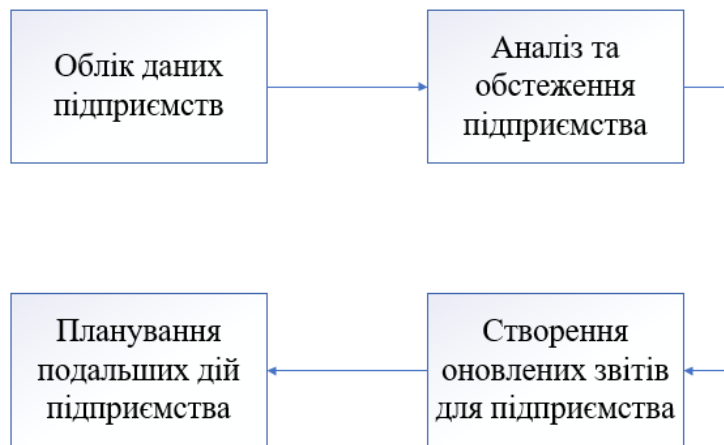 Облік даних
підприємств
Аналіз та
обстеження
підприємства
Планування
подальших дій
підприємства
Створення
оновлених звітів
для підприємства